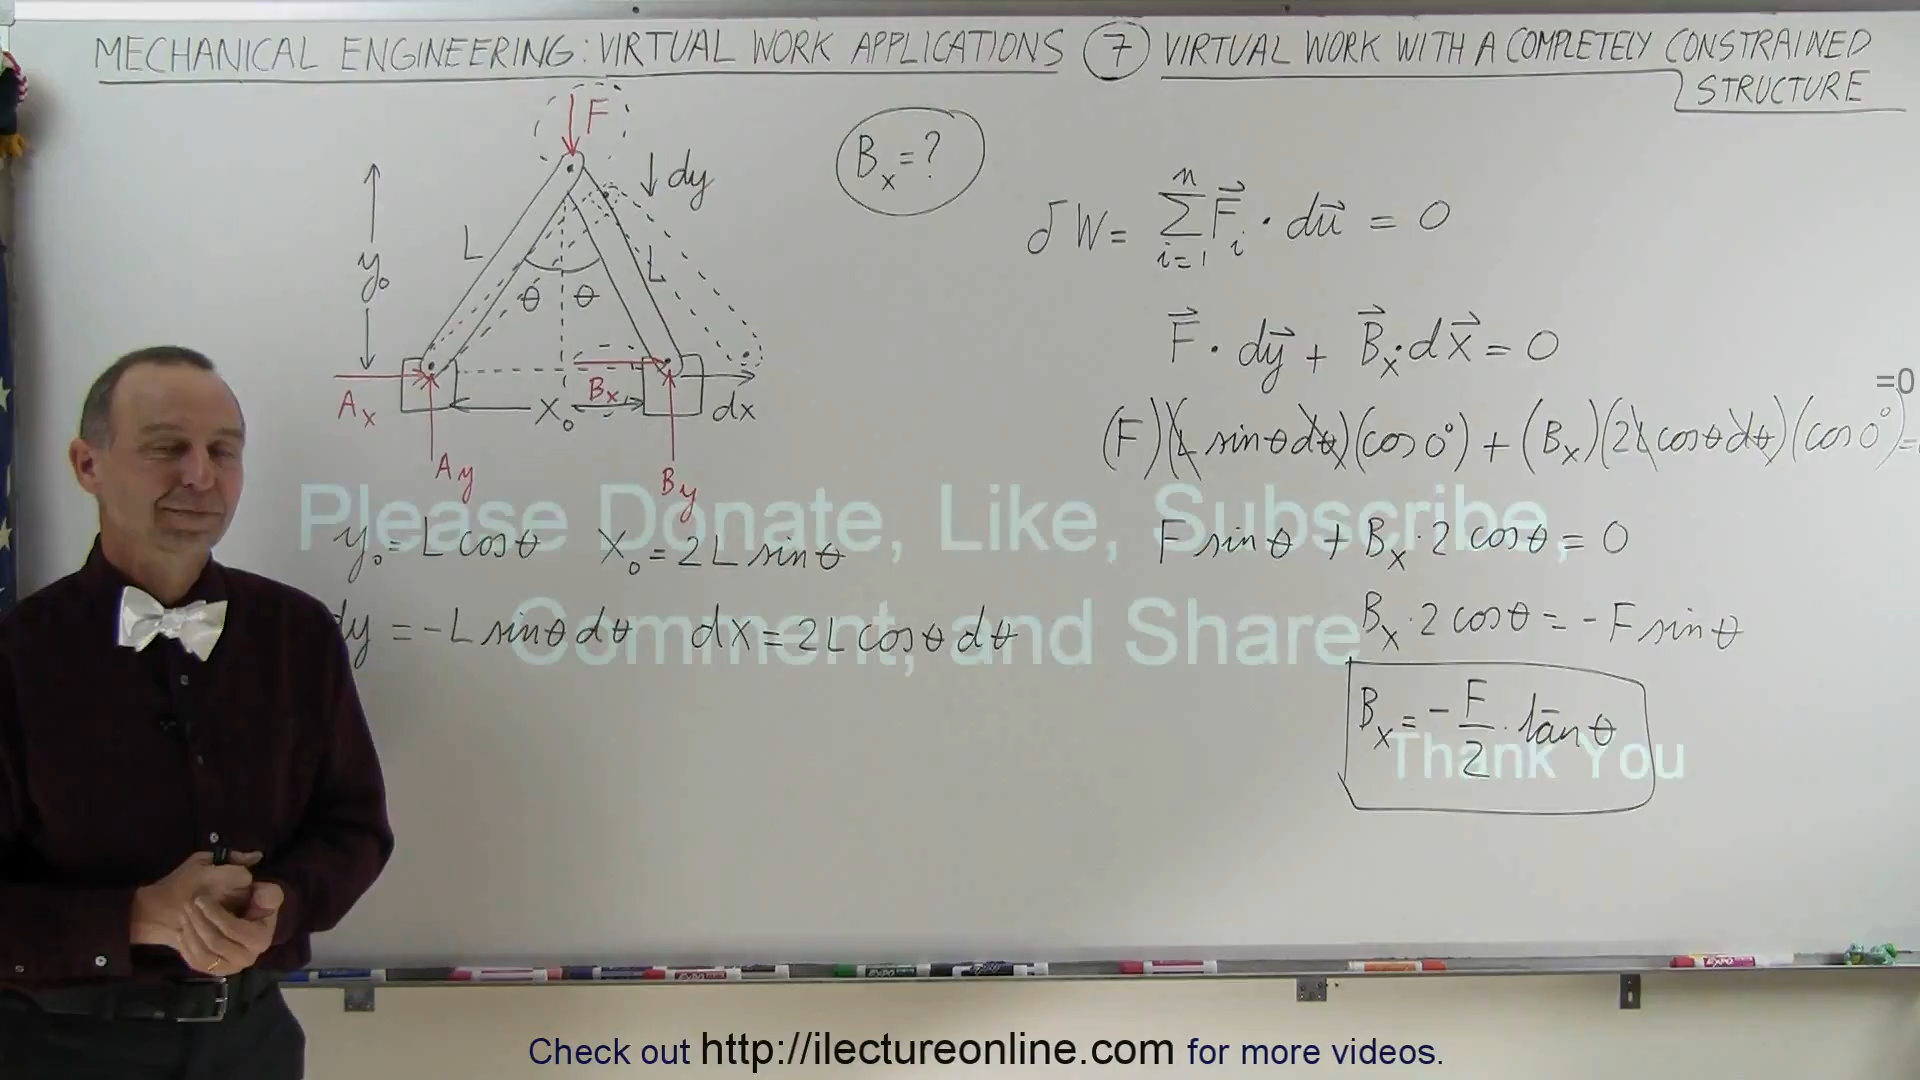 MECHANICAL ENGINEERING: VIRTUAL WORK APPLICATIONS 7 VIRTUAL WORK WITH A COMPLETELY CONSTRAINED
STRUCTURE
F
dy
Bx = ?
L
L
y₀
θ θ
Ax
Bx
X₀
dx
Ay
By
δW = Σ(i=1 to n) F⃗i · du⃗ = 0
F⃗ · dy⃗ + B⃗x · dx⃗ = 0
=0
(F)(L sinθ dθ)(cos 0°) + (Bx)(2L cosθ dθ)(cos 0°) =
F sinθ + Bx · 2 cosθ = 0
Bx · 2 cosθ = - F sinθ
Bx = - F/2 · tan θ
y₀ = L cosθ X₀ = 2 L sinθ
dy = -L sinθ dθ dx = 2L cosθ dθ
Please Donate, Like, Subscribe,
Comment, and Share
Thank You
EXPO
Check out http://ilectureonline.com for more videos.